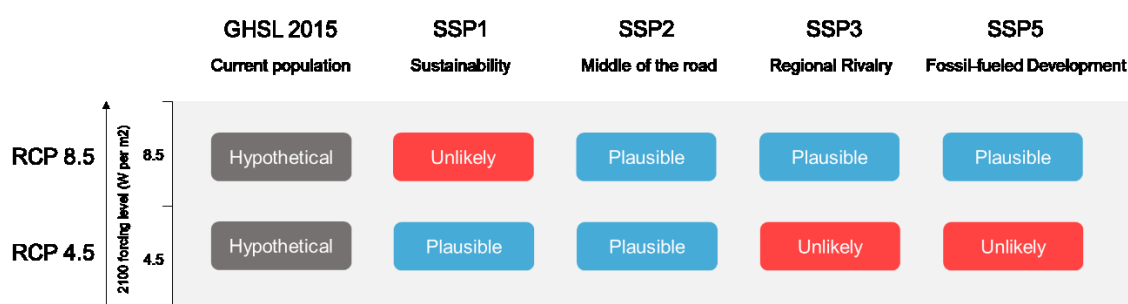 GHSL 2015 SSP1 SSP2 SSP3 SSP5
Current population Sustainability Middle of the road Regional Rivalry Fossil-fueled Development
RCP 8.5 8.5 Hypothetical Unlikely Plausible Plausible Plausible
2100 forcing level (W per m2)
RCP 4.5 4.5 Hypothetical Plausible Plausible Unlikely Unlikely